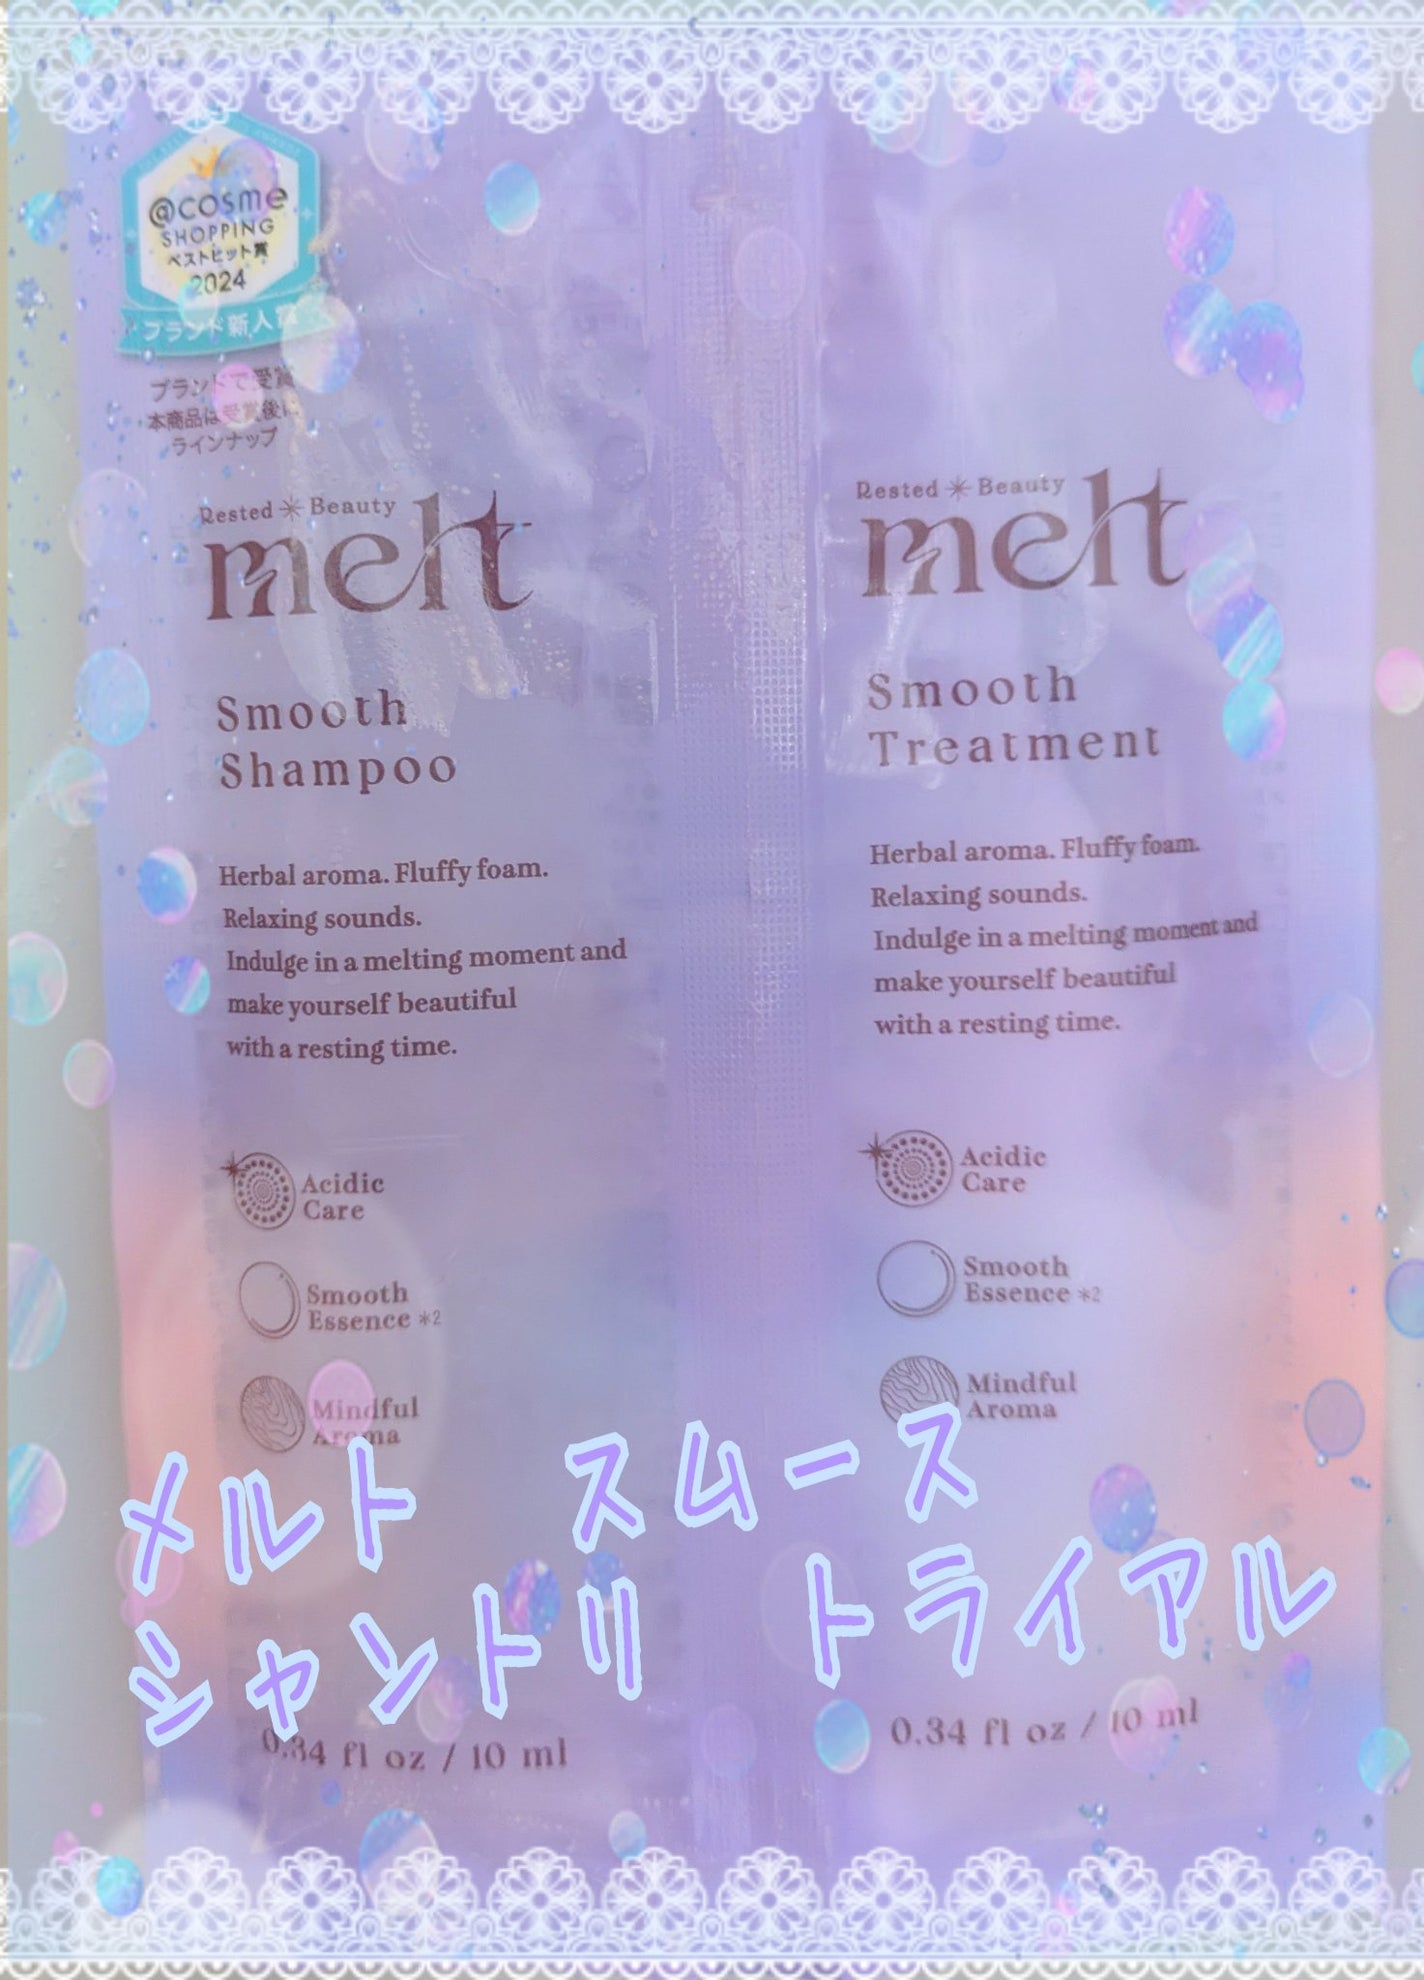 @cosme
SHOPPING
ベストヒット賞
2024
ブランド新人賞
ブランドで受賞
本商品は受賞後に
ラインナップ
Rested Beauty
melt
Smooth
Shampoo
Herbal aroma. Fluffy foam.
Relaxing sounds.
Indulge in a melting moment and
make yourself beautiful
with a resting time.
Acidic
Care
Smooth
Essence *2
Mindful
Aroma
0.34 fl oz / 10 ml
Rested Beauty
melt
Smooth
Treatment
Herbal aroma. Fluffy foam.
Relaxing sounds.
Indulge in a melting moment and
make yourself beautiful
with a resting time.
Acidic
Care
Smooth
Essence *2
Mindful
Aroma
0.34 fl oz / 10 ml
メルト スムース
シャントリ トライアル